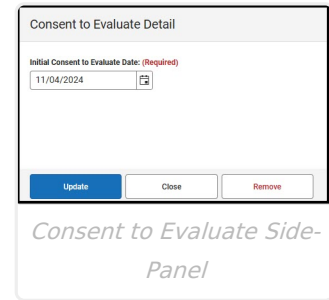 Consent to Evaluate Detail
Initial Consent to Evaluate Date: (Required)
11/04/2024
Update Close Remove
Consent to Evaluate Side-
Panel